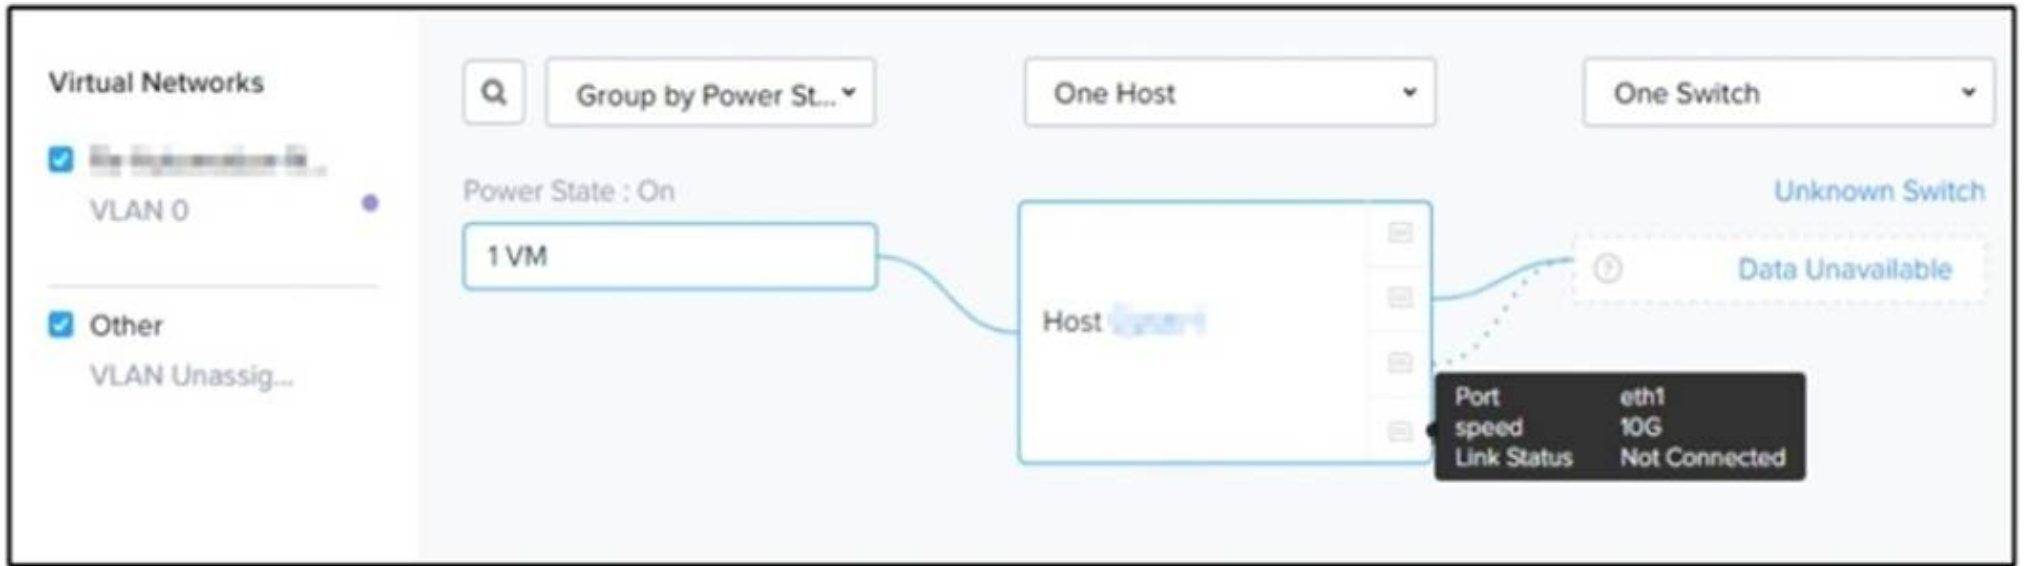 Virtual Networks
VLAN 0
Other
VLAN Unassig...
Group by Power St...
One Host
One Switch
Power State : On
1 VM
Host
Unknown Switch
Data Unavailable
Port eth1
speed 10G
Link Status Not Connected